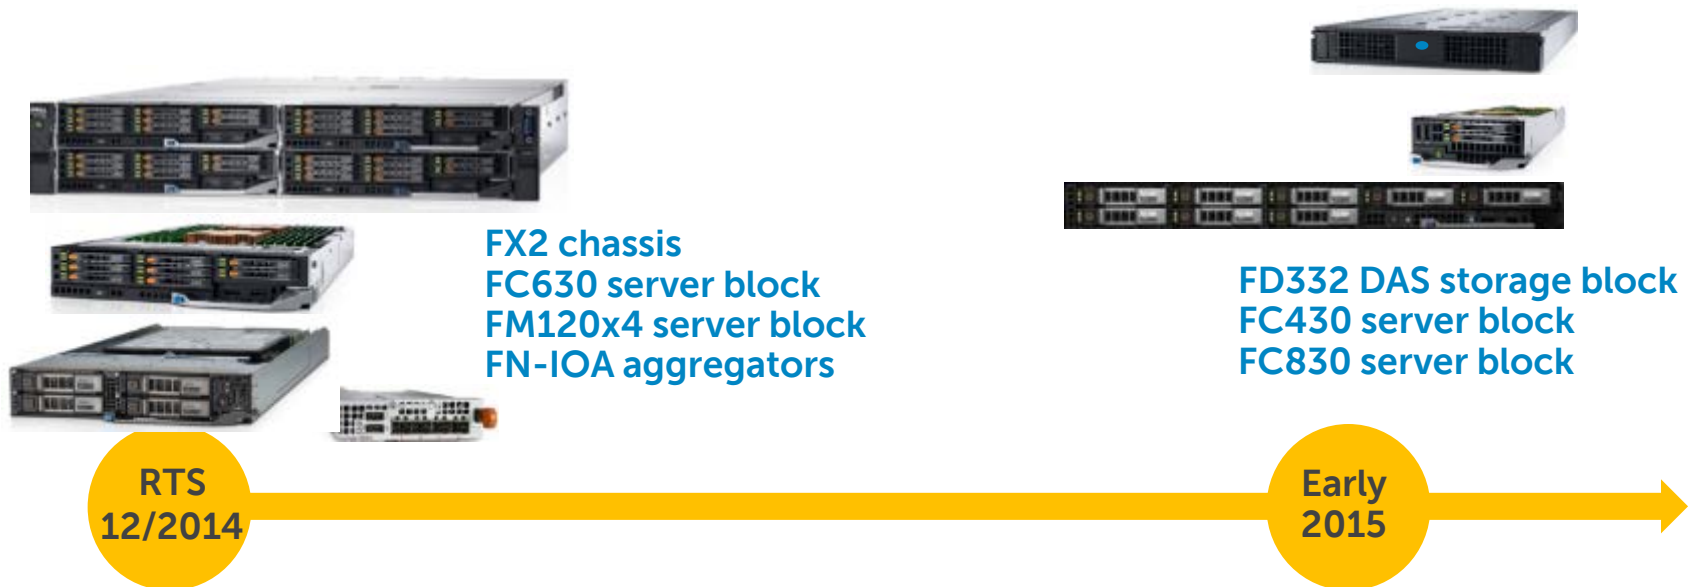 FX2 chassis
FC630 server block
FM120x4 server block
FN-IOA aggregators
FD332 DAS storage block
FC430 server block
FC830 server block
RTS
12/2014
Early
2015